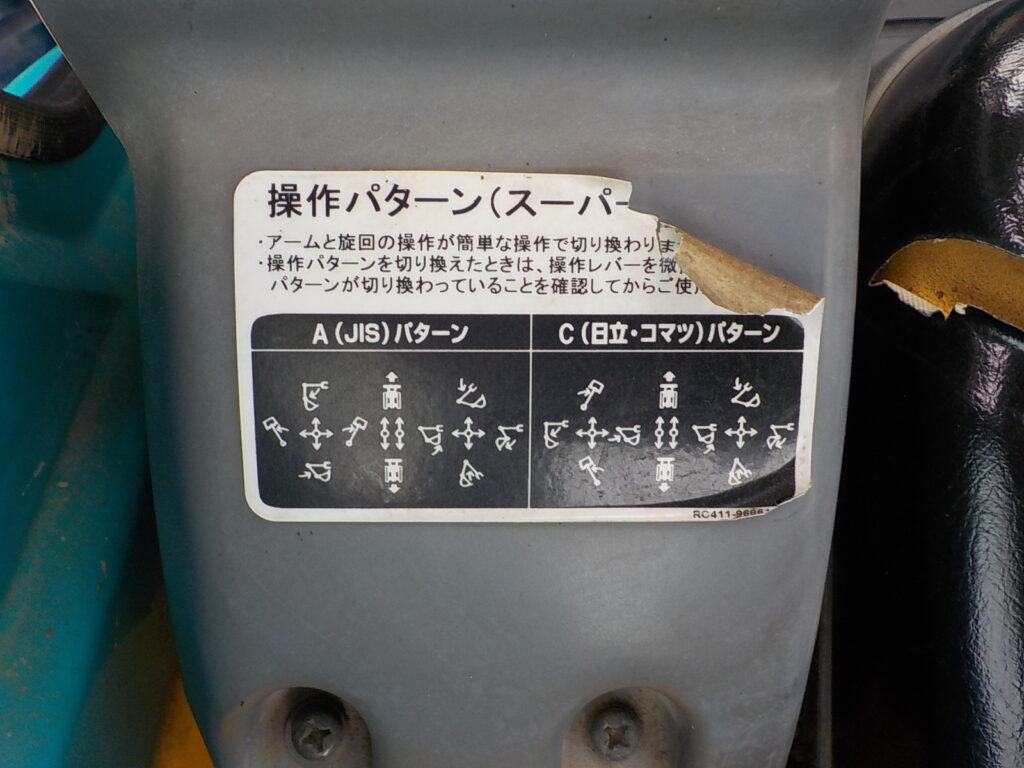 操作パターン(スーパー
・アームと旋回の操作が簡単な操作で切り換わりま
・操作パターンを切り換えたときは、操作レバーを微
パターンが切り換わっていることを確認してからご使
A(JIS)パターン
C(日立・コマツ)パターン